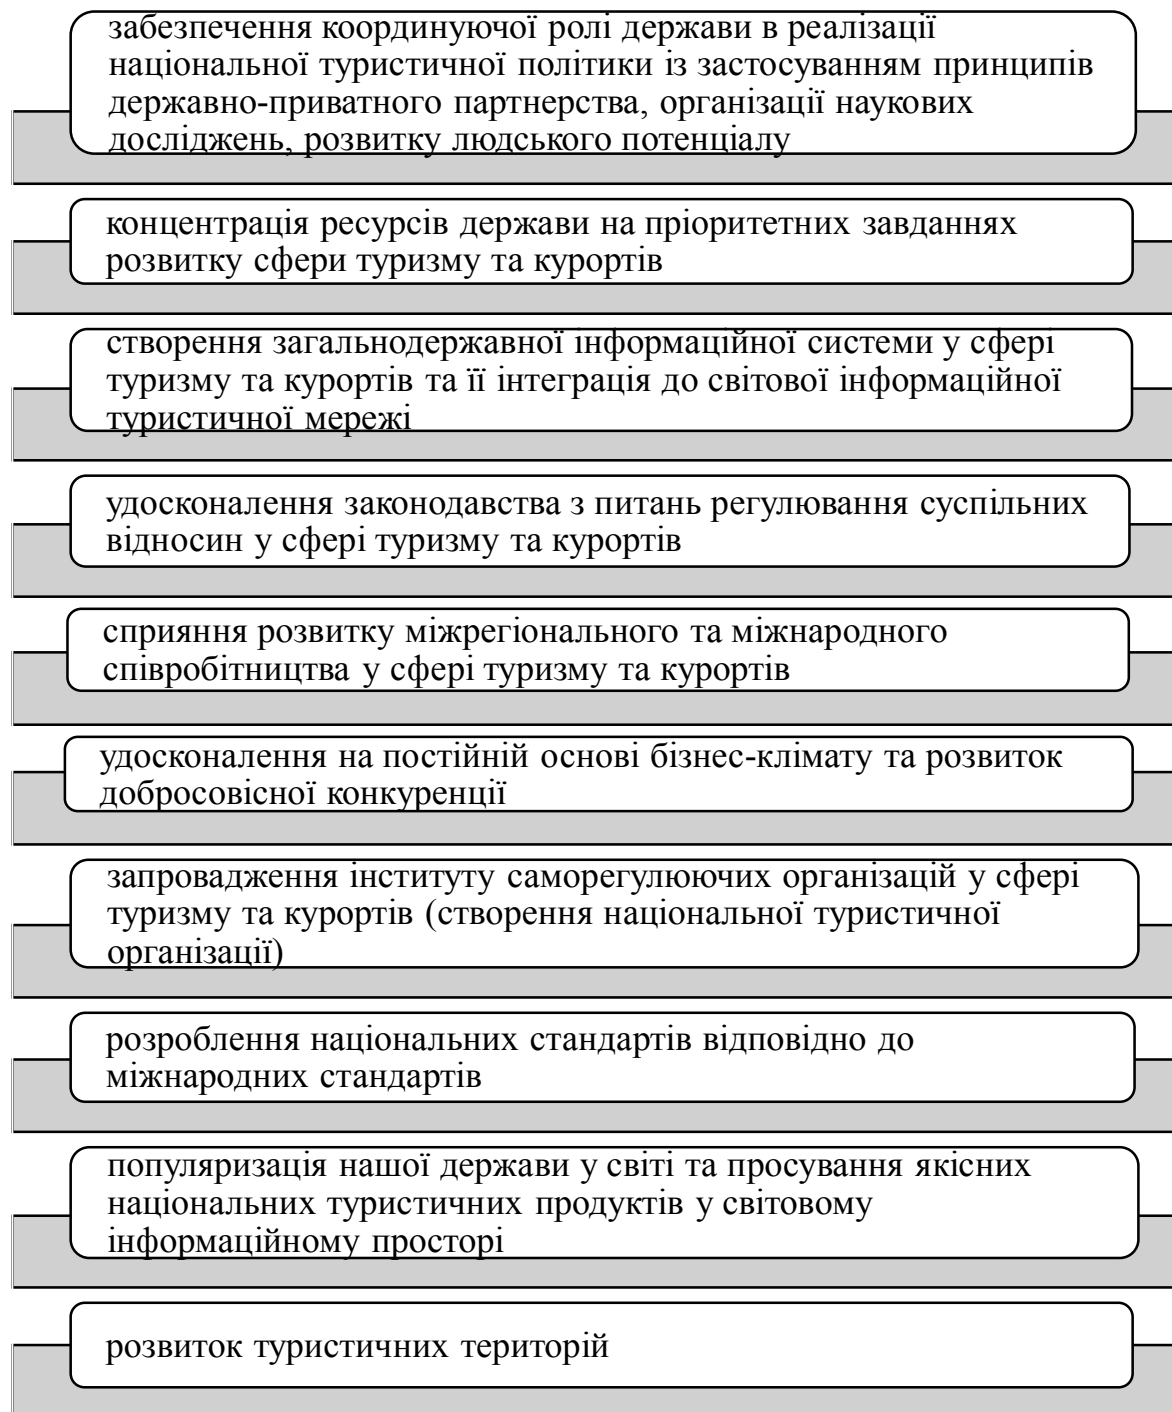 забезпечення координуючої ролі держави в реалізації
національної туристичної політики із застосуванням принципів
державно-приватного партнерства, організації наукових
досліджень, розвитку людського потенціалу
концентрація ресурсів держави на пріоритетних завданнях
розвитку сфери туризму та курортів
створення загальнодержавної інформаційної системи у сфері
туризму та курортів та її інтеграція до світової інформаційної
туристичної мережі
удосконалення законодавства з питань регулювання суспільних
відносин у сфері туризму та курортів
сприяння розвитку міжрегіонального та міжнародного
співробітництва у сфері туризму та курортів
удосконалення на постійній основі бізнес-клімату та розвиток
добросовісної конкуренції
запровадження інституту саморегулюючих організацій у сфері
туризму та курортів (створення національної туристичної
організації)
розроблення національних стандартів відповідно до
міжнародних стандартів
популяризація нашої держави у світі та просування якісних
національних туристичних продуктів у світовому
інформаційному просторі
розвиток туристичних територій